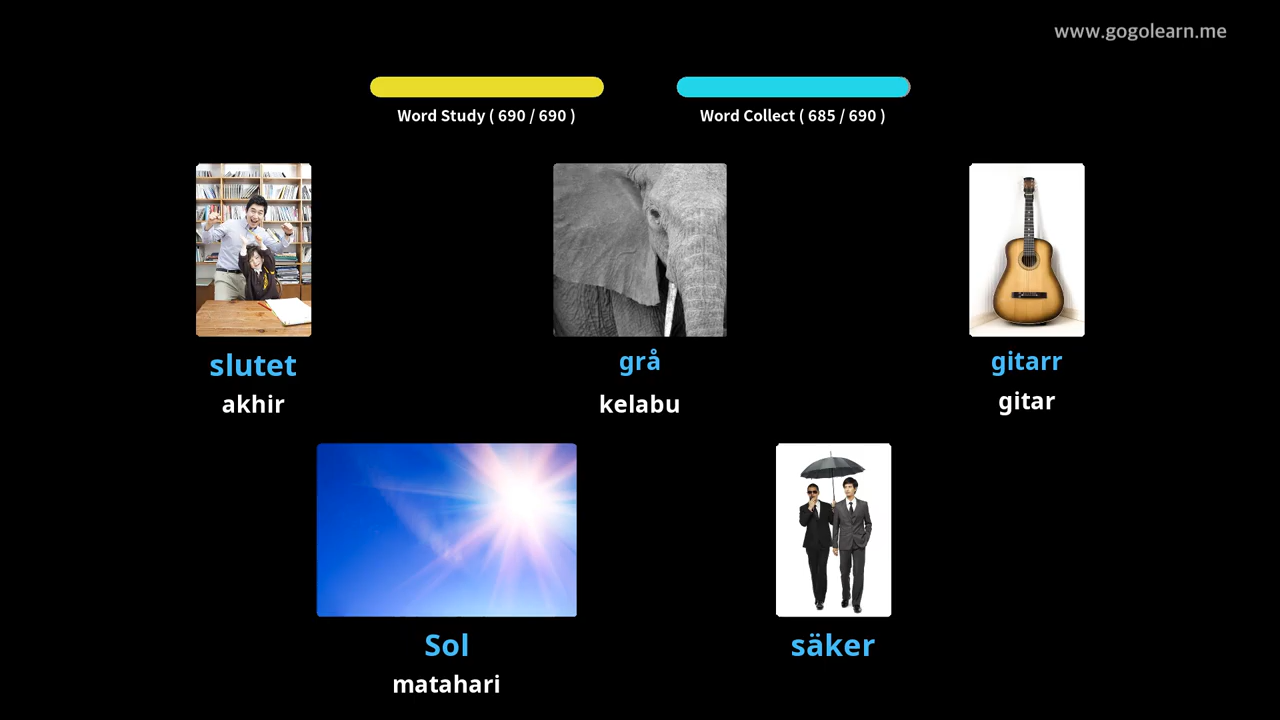 www.gogolearn.me
Word Study ( 690 / 690 )
Word Collect ( 685 / 690 )
slutet
akhir
grå
kelabu
gitarr
gitar
Sol
matahari
säker